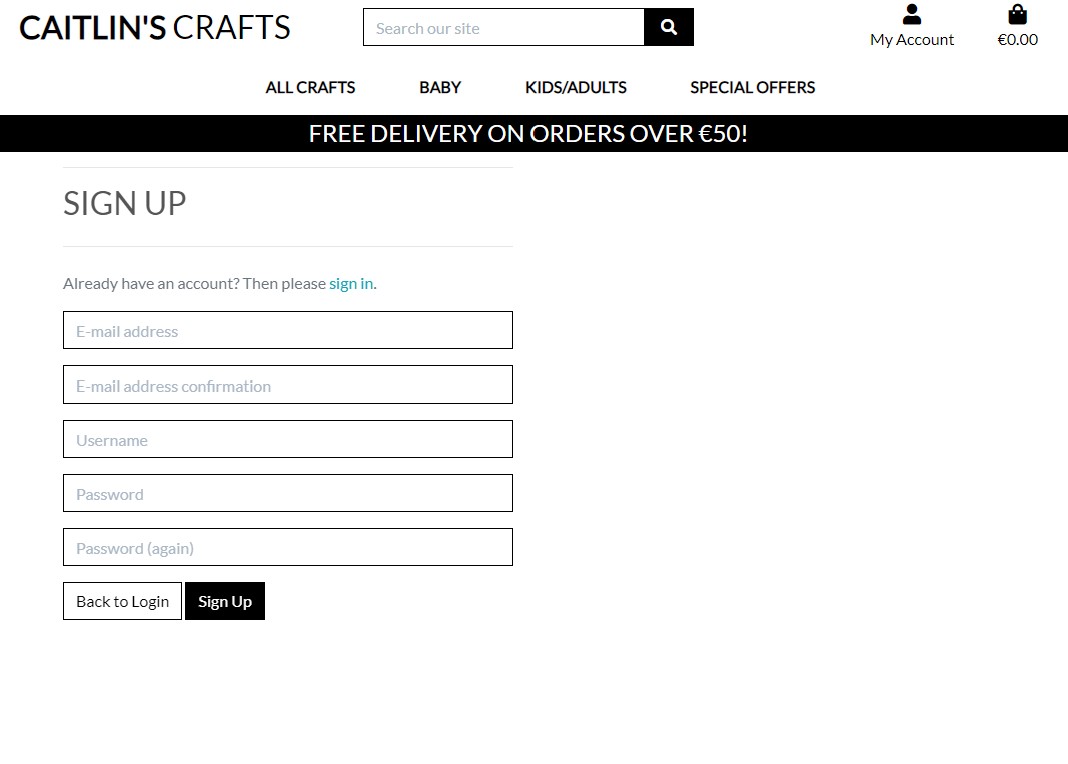 CAITLIN'S CRAFTS
Search our site
My Account
€0.00
ALL CRAFTS
BABY
KIDS/ADULTS
SPECIAL OFFERS
FREE DELIVERY ON ORDERS OVER €50!
SIGN UP
Already have an account? Then please sign in.
E-mail address
E-mail address confirmation
Username
Password
Password (again)
Back to Login
Sign Up